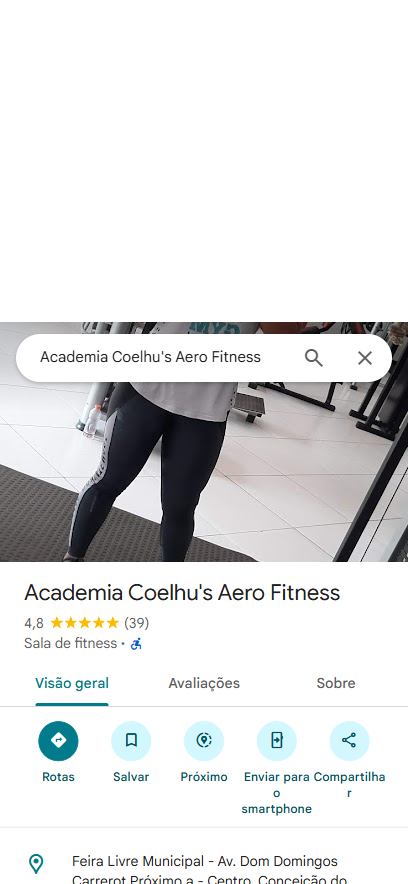 Academia Coelhu's Aero Fitness
Academia Coelhu's Aero Fitness
4,8 (39)
Sala de fitness ·
Visão geral Avaliações Sobre
Rotas Salvar Próximo Enviar para o smartphone Compartilhar
Feira Livre Municipal - Av. Dom Domingos
Carrerot Próximo a - Centro, Conceição do